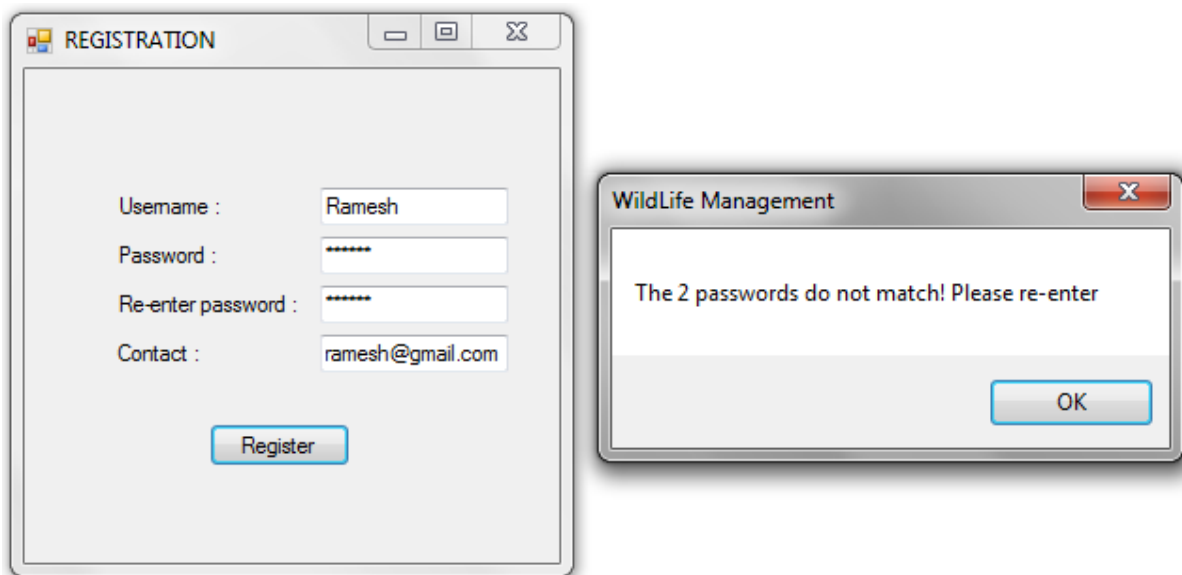 REGISTRATION
Username : Ramesh
Password : ******
Re-enter password : ******
Contact : ramesh@gmail.com
Register
WildLife Management
The 2 passwords do not match! Please re-enter
OK